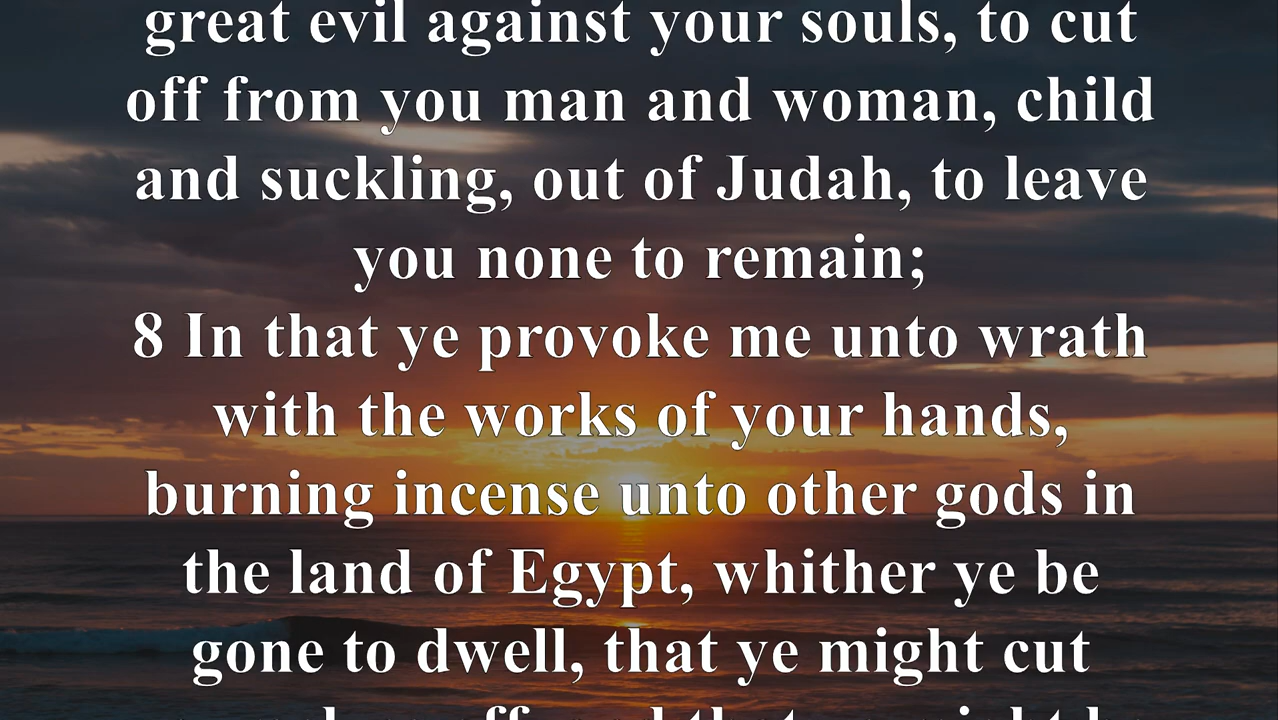 great evil against your souls, to cut
off from you man and woman, child
and suckling, out of Judah, to leave
you none to remain;
8 In that ye provoke me unto wrath
with the works of your hands,
burning incense unto other gods in
the land of Egypt, whither ye be
gone to dwell, that ye might cut